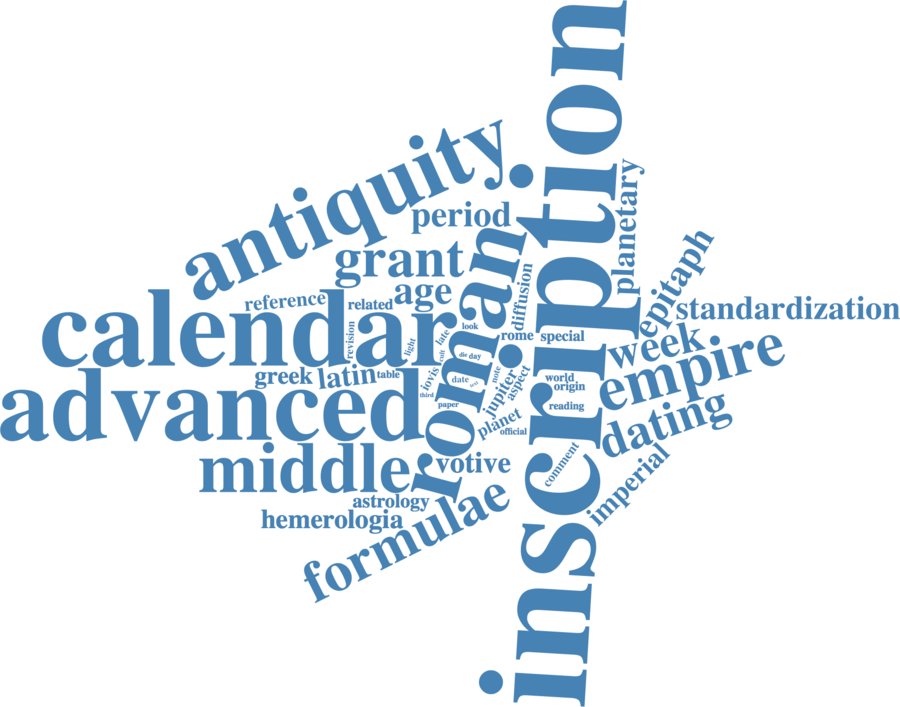 inscription
antiquity
planetary
period
roman
grant
epitaph
diffusion
age
reference
related
calendar
standardization
look
late
revision
light
rome
special
week
cult
die
day
empire
greek
latin
table
iovis
date
note
jupiter
aspect
world
origin
advanced
third
paper
reading
planet
official
dating
middle
votive
comment
imperial
astrology
hemerologia
formulae